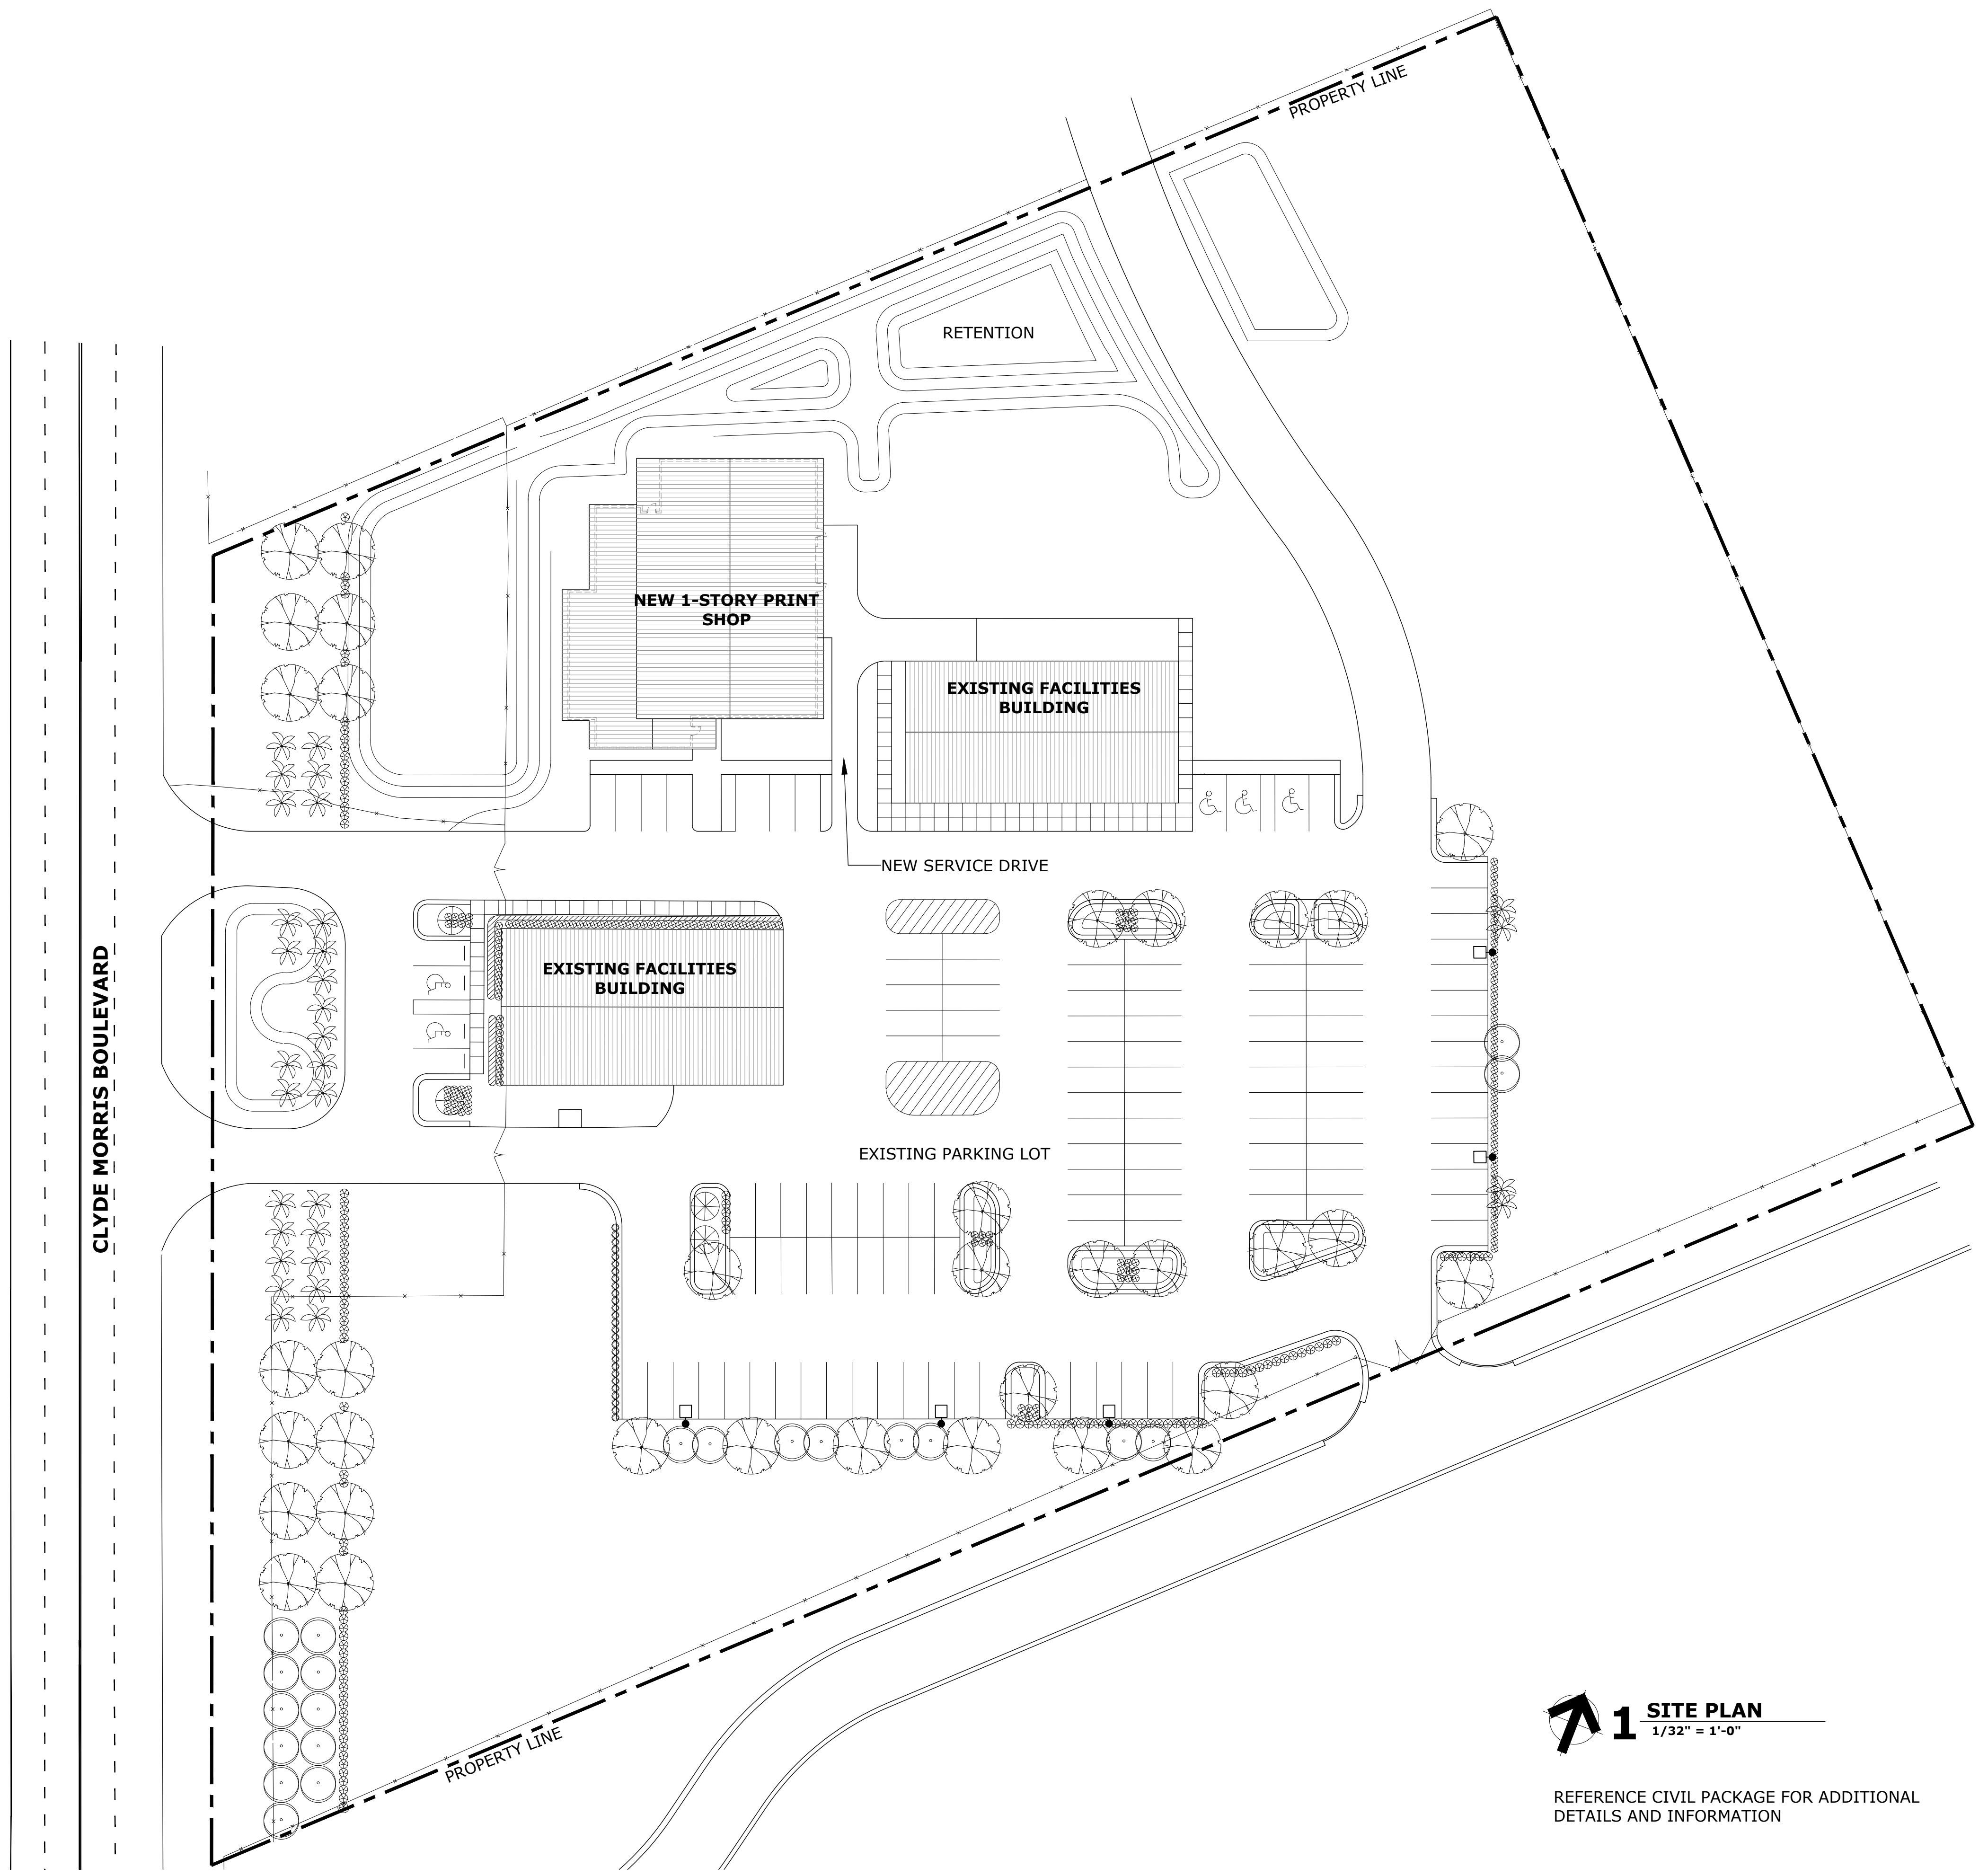 PROPERTY LINE
RETENTION
NEW 1-STORY PRINT
SHOP
EXISTING FACILITIES
BUILDING
NEW SERVICE DRIVE
EXISTING FACILITIES
BUILDING
CLYDE MORRIS BOULEVARD
EXISTING PARKING LOT
PROPERTY LINE
1 SITE PLAN
1/32" = 1'-0"
REFERENCE CIVIL PACKAGE FOR ADDITIONAL
DETAILS AND INFORMATION